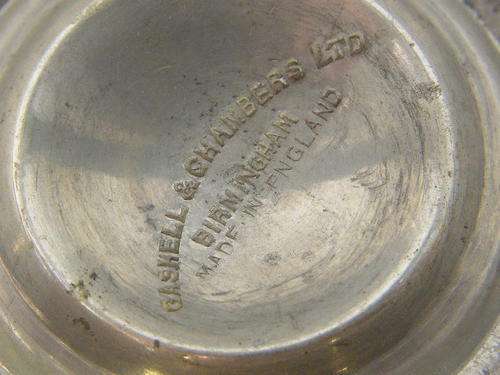 GASKELL & CHAMBERS LTD
BIRMINGHAM
MADE IN ENGLAND